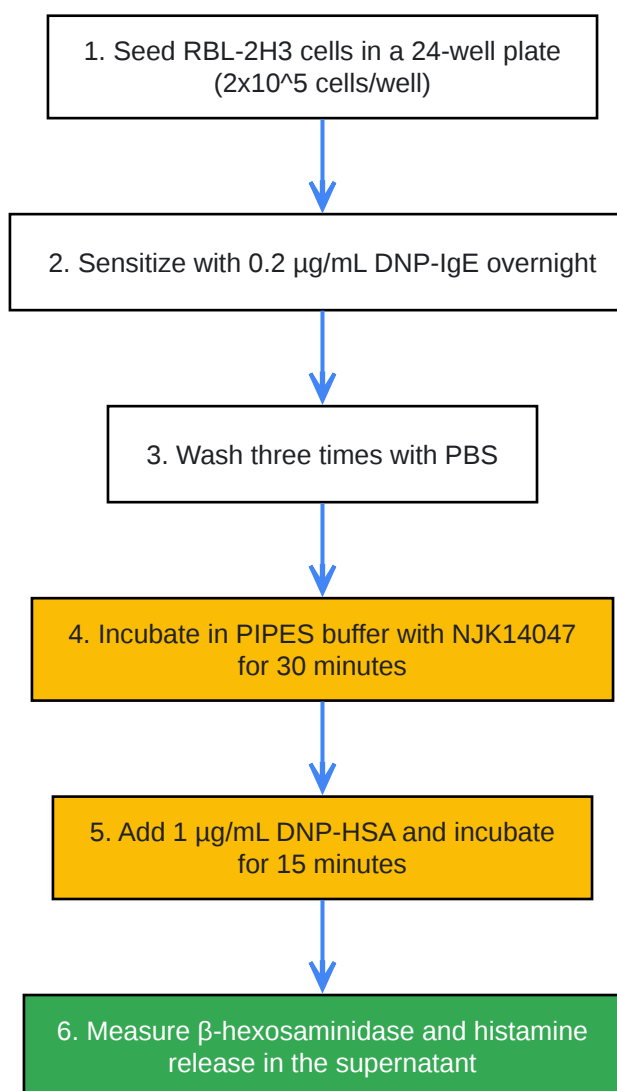 1. Seed RBL-2H3 cells in a 24-well plate
(2x10^5 cells/well)
2. Sensitize with 0.2 µg/mL DNP-IgE overnight
3. Wash three times with PBS
4. Incubate in PIPES buffer with NJK14047
for 30 minutes
5. Add 1 µg/mL DNP-HSA and incubate
for 15 minutes
6. Measure β-hexosaminidase and histamine
release in the supernatant